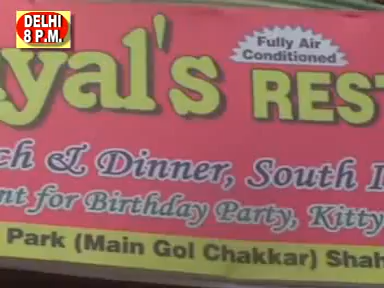 DELHI
8 P.M.
yal's
Fully Air
Conditioned
REST
ch & Dinner, South I
nt for Birthday Party, Kitty
Park (Main Gol Chakkar) Shah